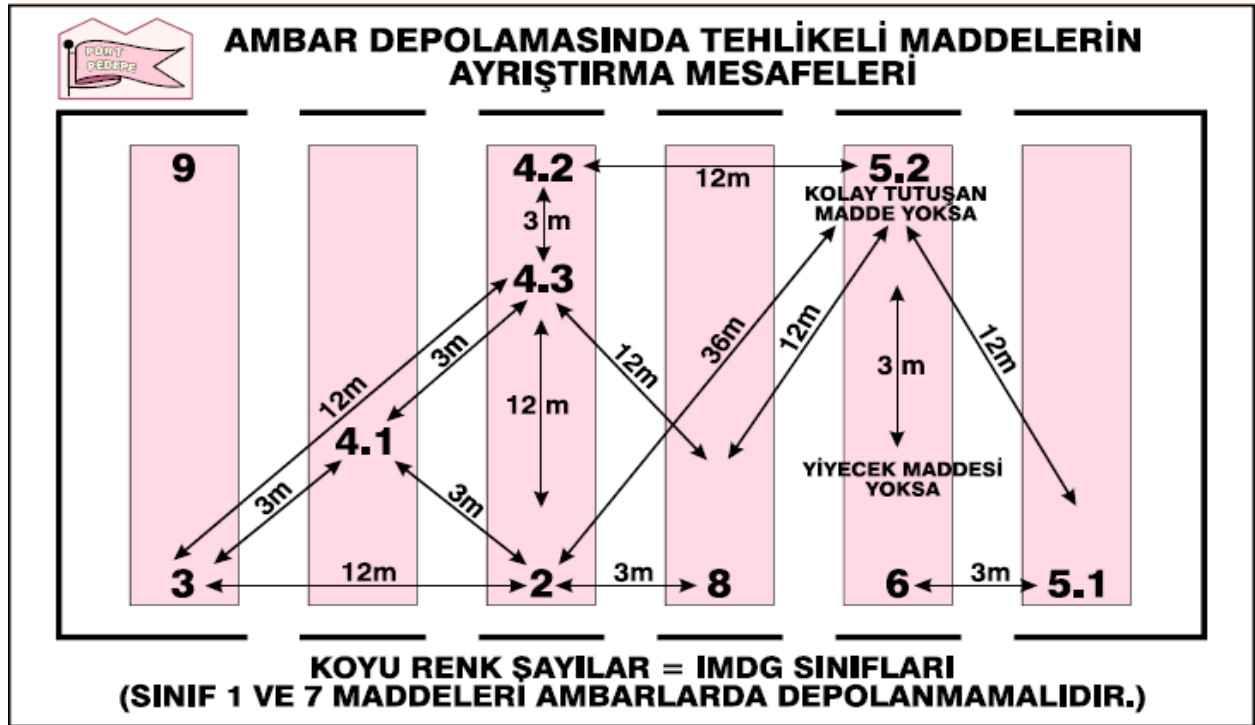 PORT
PEDEPE
AMBAR DEPOLAMASINDA TEHLİKELİ MADDELERİN
AYRIŞTIRMA MESAFELERİ
9
4.2
12m
5.2
KOLAY TUTUŞAN
MADDE YOKSA
3 m
4.3
3m
12m
36m
12m
12m
12m
12 m
3 m
4.1
YİYECEK MADDESİ
YOKSA
3m
3m
3
12m
2
3m
8
6
3m
5.1
KOYU RENK ŞAYILAR = IMDG SINIFLARI
(SINIF 1 VE 7 MADDELERİ AMBARLARDA DEPOLANMAMALIDIR.)